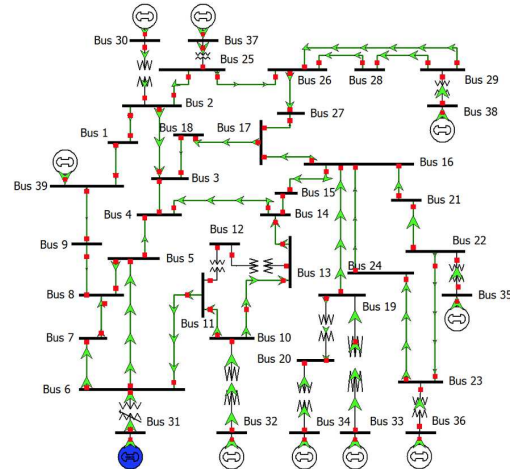 Bus 30
Bus 37
Bus 25
Bus 26
Bus 28
Bus 29
Bus 2
Bus 38
Bus 27
Bus 18
Bus 17
Bus 1
Bus 16
Bus 39
Bus 3
Bus 15
Bus 21
Bus 4
Bus 14
Bus 12
Bus 9
Bus 22
Bus 5
Bus 13
Bus 24
Bus 8
Bus 35
Bus 19
Bus 11
Bus 7
Bus 10
Bus 20
Bus 6
Bus 23
Bus 31
Bus 32
Bus 34
Bus 33
Bus 36